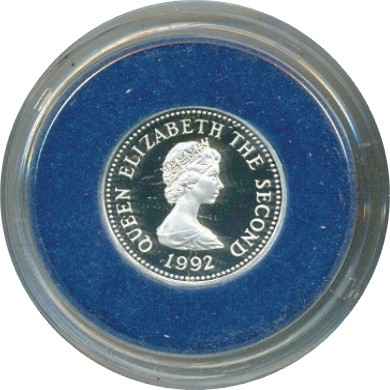 QUEEN ELIZABETH THE SECOND
1992